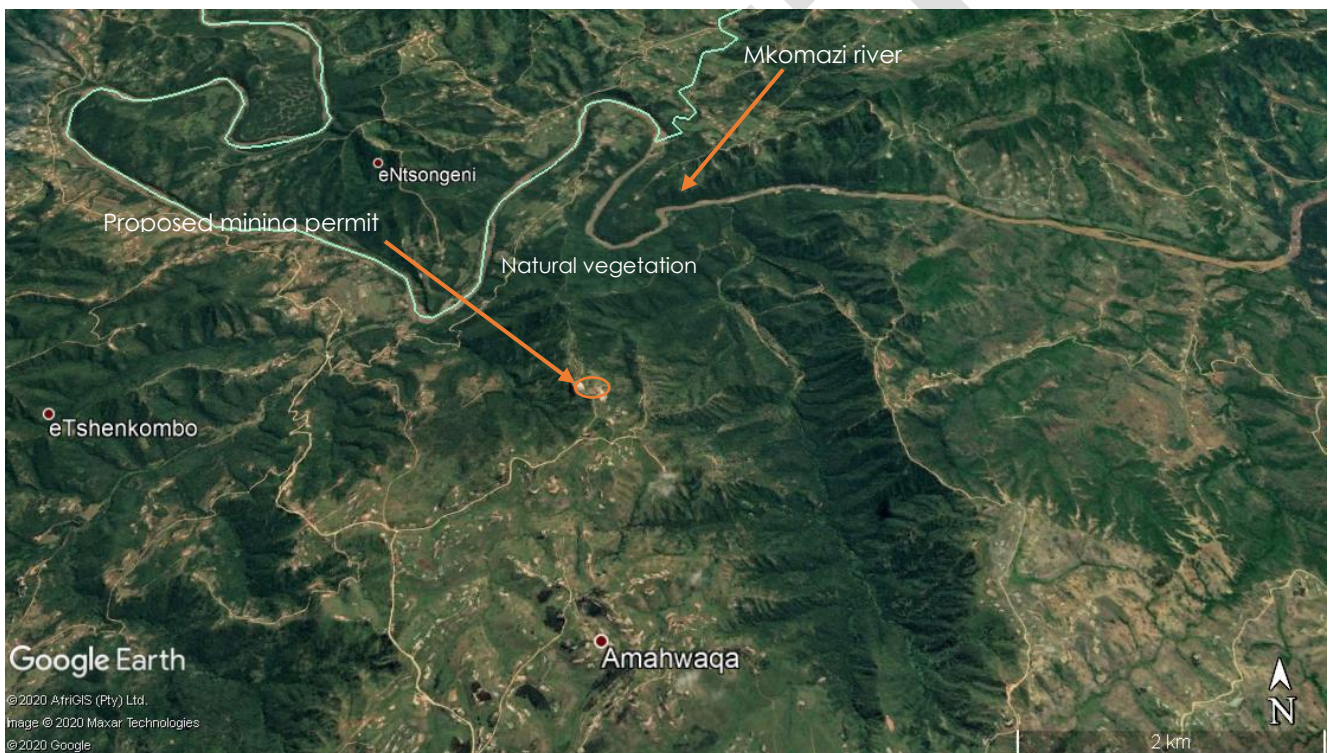 Mkomazi river
eNtsongeni
Proposed mining permit
Natural vegetation
eTshenkombo
Amahwaqa
Google Earth
© 2020 AfriGIS (Pty) Ltd.
Image © 2020 Maxar Technologies
© 2020 Google
N
2 km